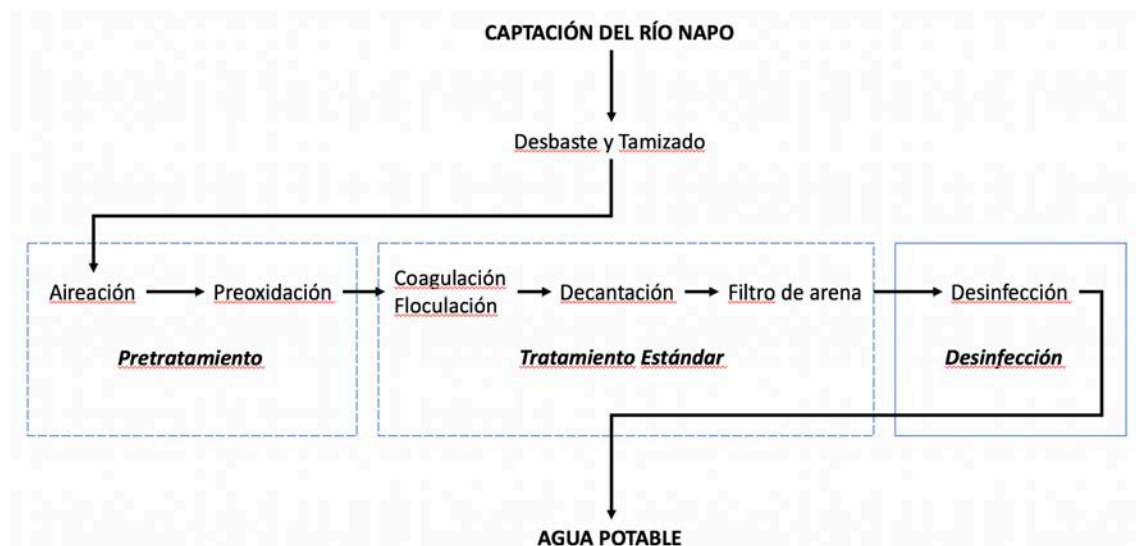 CAPTACIÓN DEL RÍO NAPO
Desbaste y Tamizado
Aireación
Preoxidación
Coagulación
Floculación
Decantación
Filtro de arena
Desinfección
Pretratamiento
Tratamiento Estándar
Desinfección
AGUA POTABLE